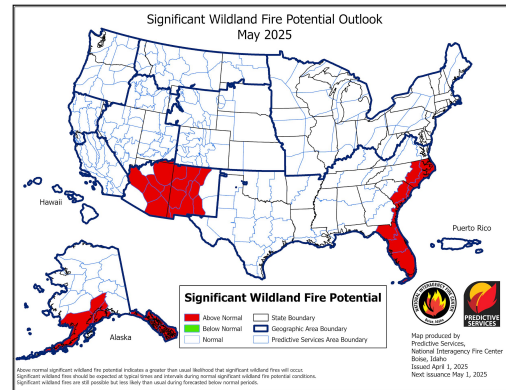 Significant Wildland Fire Potential Outlook
May 2025
Hawaii
Puerto Rico
Alaska
Significant Wildland Fire Potential
Above Normal
Below Normal
Normal
State Boundary
Geographic Area Boundary
Predictive Services Area Boundary
NATIONAL INTERAGENCY FIRE CENTER
PREDICTIVE
SERVICES
Map produced by
Predictive Services,
National Interagency Fire Center
Boise, Idaho
Issued April 1, 2025
Next issuance May 1, 2025
Above normal significant wildland fire potential indicates a greater than usual likelihood that significant wildland fires will occur.
Significant wildland fires should be expected at typical times and intervals during normal significant wildland fire potential conditions.
Significant wildland fires are still possible but less likely than usual during forecasted below normal periods.